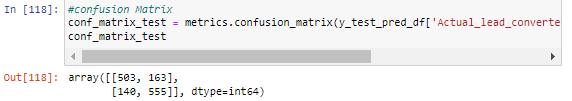 In [118]: #confusion Matrix
conf_matrix_test = metrics.confusion_matrix(y_test_pred_df['Actual_lead_converte
conf_matrix_test
Out[118]: array([[503, 163],
[140, 555]], dtype=int64)